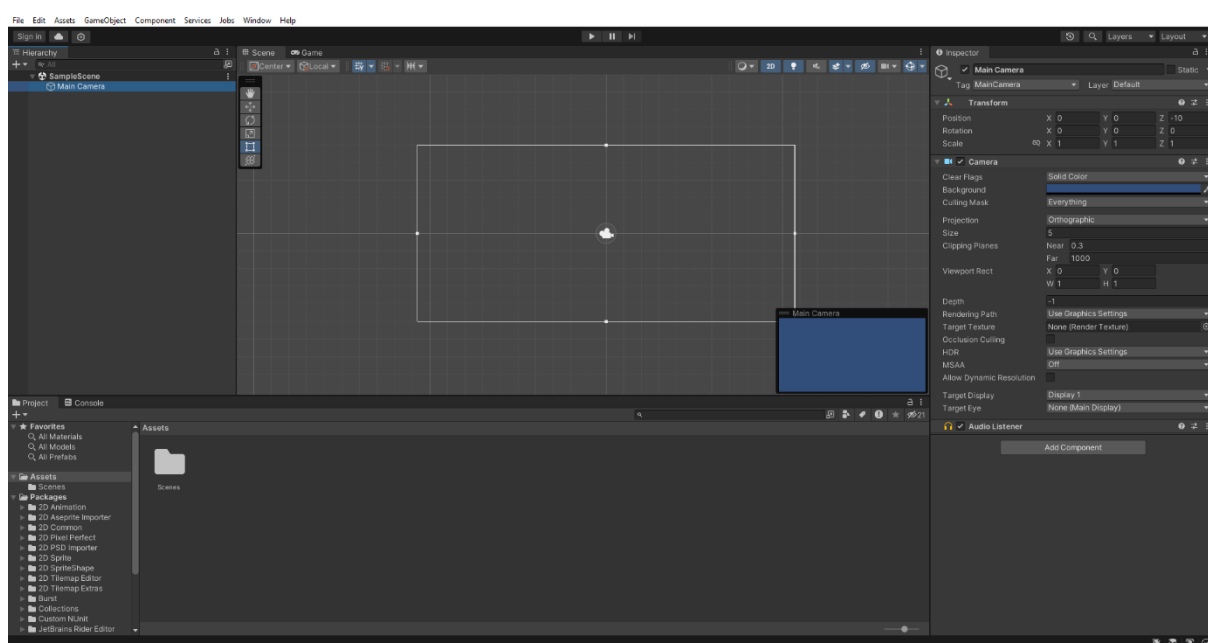 File Edit Assets GameObject Component Services Jobs Window Help
Sign in Layers Layout
Hierarchy
All
SampleScene
Main Camera
Scene Game
Center Local 2D
Main Camera
Inspector
Main Camera Static
Tag MainCamera Layer Default
Transform
Position X 0 Y 0 Z -10
Rotation X 0 Y 0 Z 0
Scale X 1 Y 1 Z 1
Camera
Clear Flags Solid Color
Background
Culling Mask Everything
Projection Orthographic
Size 5
Clipping Planes Near 0.3
Far 1000
Viewport Rect X 0 Y 0
W 1 H 1
Depth -1
Rendering Path Use Graphics Settings
Target Texture None (Render Texture)
Occlusion Culling
HDR Use Graphics Settings
MSAA Off
Allow Dynamic Resolution
Target Display Display 1
Target Eye None (Main Display)
Audio Listener
Add Component
Project Console
21
Favorites
All Materials
All Models
All Prefabs
Assets
Scenes
Packages
2D Animation
2D Aseprite Importer
2D Common
2D Pixel Perfect
2D PSD Importer
2D Sprite
2D SpriteShape
2D Tilemap Editor
2D Tilemap Extras
Burst
Collections
Custom NUnit
JetBrains Rider Editor
Assets
Scenes